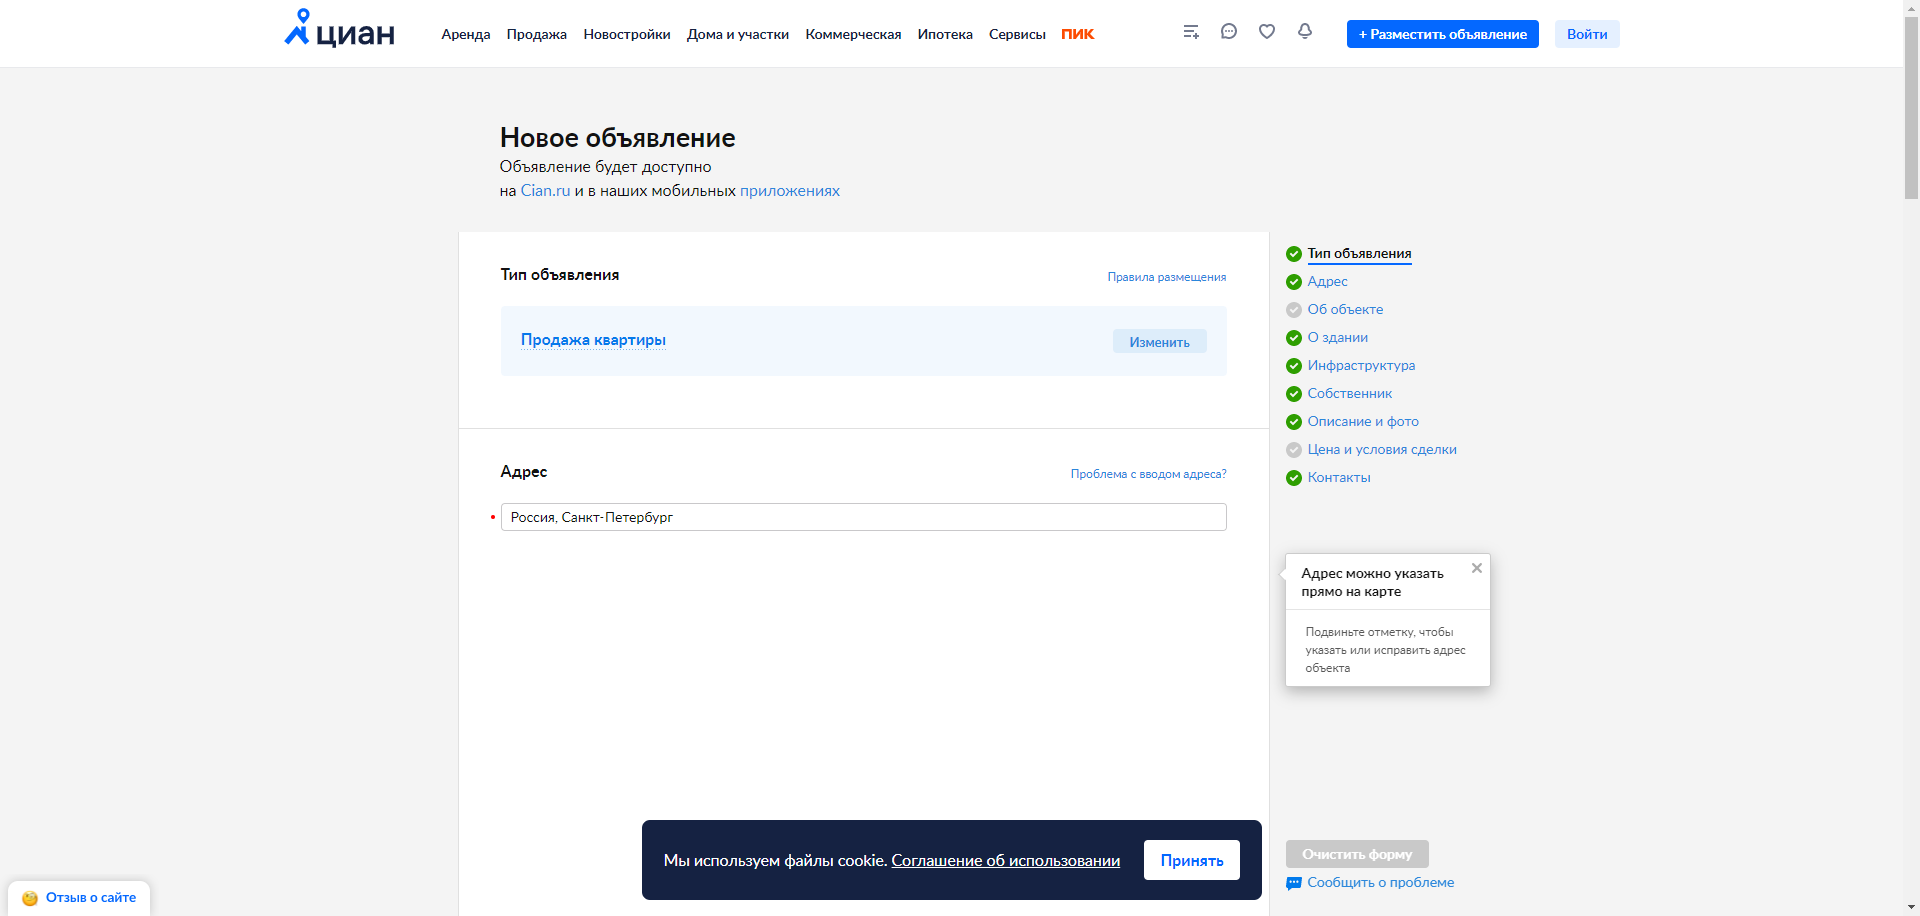 циан
Аренда Продажа Новостройки Дома и участки Коммерческая Ипотека Сервисы ПИК
+ Разместить объявление
Войти
Новое объявление
Объявление будет доступно
на Cian.ru и в наших мобильных приложениях
Тип объявления
Правила размещения
Продажа квартиры
Изменить
Адрес
Проблема с вводом адреса?
Россия, Санкт-Петербург
Тип объявления
Адрес
Об объекте
О здании
Инфраструктура
Собственник
Описание и фото
Цена и условия сделки
Контакты
Адрес можно указать
прямо на карте
Подвиньте отметку, чтобы
указать или исправить адрес
объекта
Мы используем файлы cookie. Соглашение об использовании
Принять
Очистить форму
Сообщить о проблеме
Отзыв о сайте